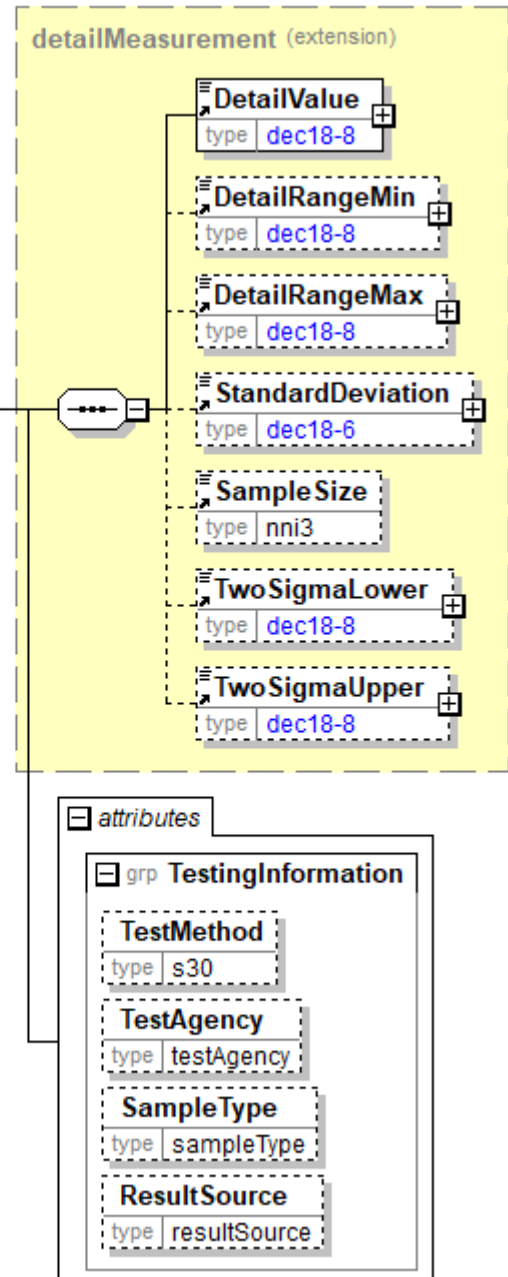 detailMeasurement (extension)
DetailValue
type dec18-8
DetailRangeMin
type dec18-8
DetailRangeMax
type dec18-8
StandardDeviation
type dec18-6
SampleSize
type nni3
TwoSigmaLower
type dec18-8
TwoSigmaUpper
type dec18-8
attributes
grp TestingInformation
TestMethod
type s30
TestAgency
type testAgency
SampleType
type sampleType
ResultSource
type resultSource